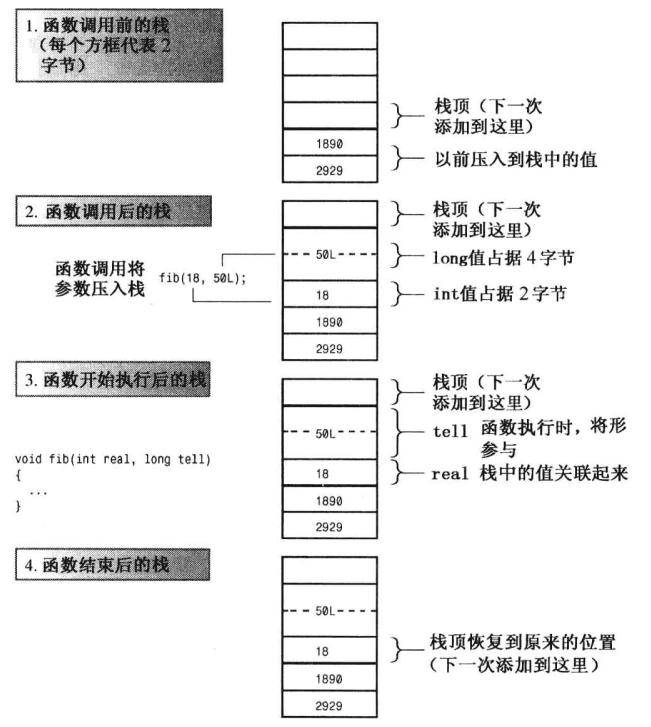 1. 函数调用前的栈
（每个方框代表 2
字节）
栈顶（下一次
添加到这里）
1890
以前压入到栈中的值
2929
2. 函数调用后的栈
栈顶（下一次
添加到这里）
50L
long值占据 4 字节
函数调用将
参数压入栈
fib(18, 50L);
18
int值占据 2 字节
1890
2929
3. 函数开始执行后的栈
栈顶（下一次
添加到这里）
50L
tell 函数执行时，将形
参与
void fib(int real, long tell)
{
...
}
18
real 栈中的值关联起来
1890
2929
4. 函数结束后的栈
50L
18
栈顶恢复到原来的位置
（下一次添加到这里）
1890
2929